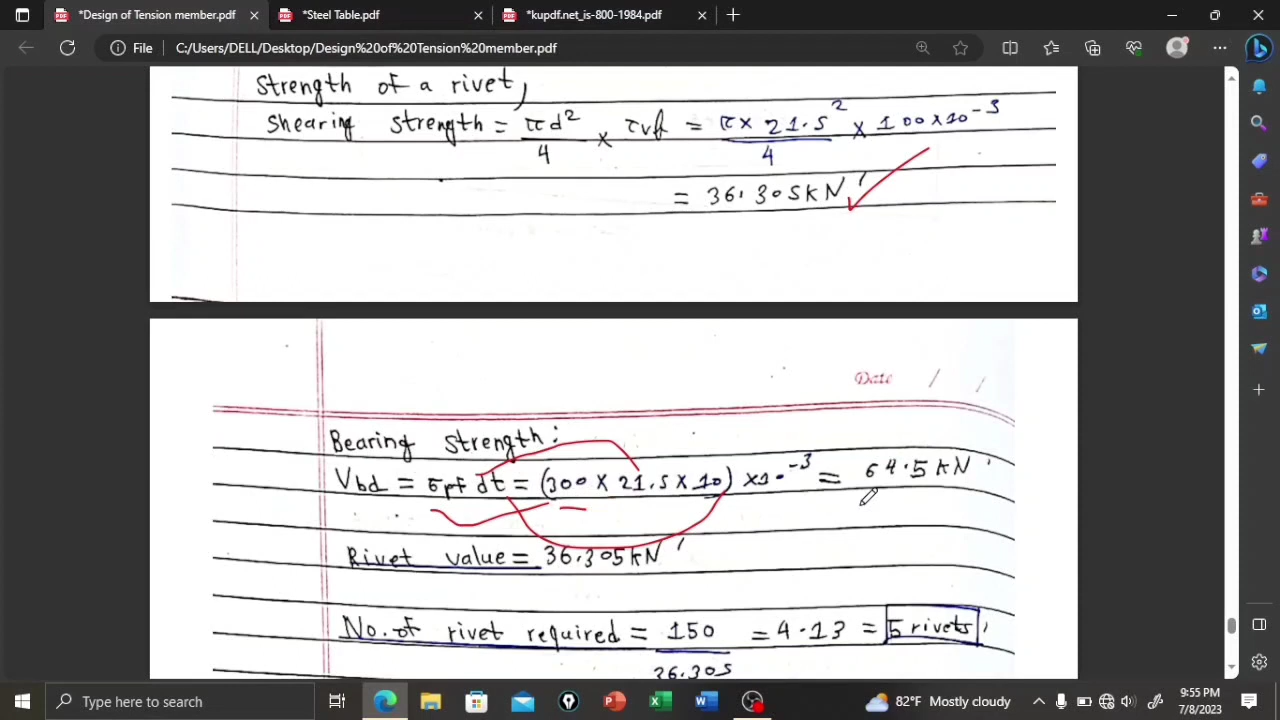 *Design of Tension member.pdf
*Steel Table.pdf
*kupdf.net_is-800-1984.pdf
File
C:/Users/DELL/Desktop/Design%20of%20Tension%20member.pdf
Strength of a rivet,
Shearing strength = πd²/4 × τvf = π × 21.5²/4 × 100×10⁻³
= 36.305kN
Date / /
Bearing Strength:
Vbd = σpf dt = (300 × 21.5 × 10) ×10⁻³ = 64.5 kN
Rivet value = 36.305kN
No. of rivet required = 150/36.305 = 4.13 = 5 rivets
Type here to search
82°F Mostly cloudy
9:55 PM
7/8/2023